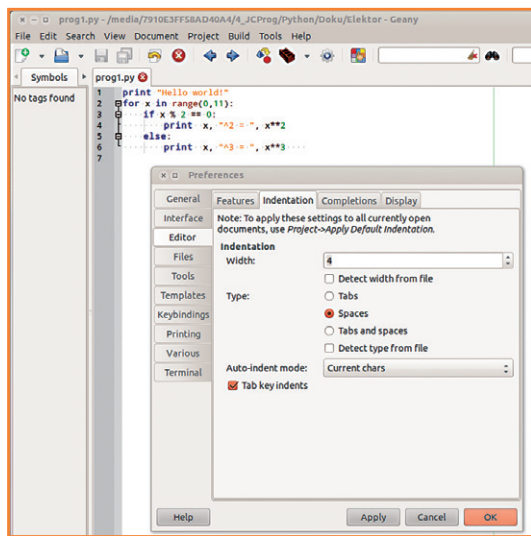 prog1.py - /media/7910E3FF58AD40A4/4_JCProg/Python/Doku/Elektor - Geany
File Edit Search View Document Project Build Tools Help
Symbols prog1.py
No tags found
1 print "Hello world!"
2 for x in range(0,11):
3 if x % 2 == 0:
4 print x, "^2 = ", x**2
5 else:
6 print x, "^3 = ", x**3
7
Preferences
General
Interface
Editor
Files
Tools
Templates
Keybindings
Printing
Various
Terminal
Features Indentation Completions Display
Note: To apply these settings to all currently open
documents, use Project->Apply Default Indentation.
Indentation
Width: 4
Detect width from file
Type: Tabs
Spaces
Tabs and spaces
Detect type from file
Auto-indent mode: Current chars
Tab key indents
Help Apply Cancel OK